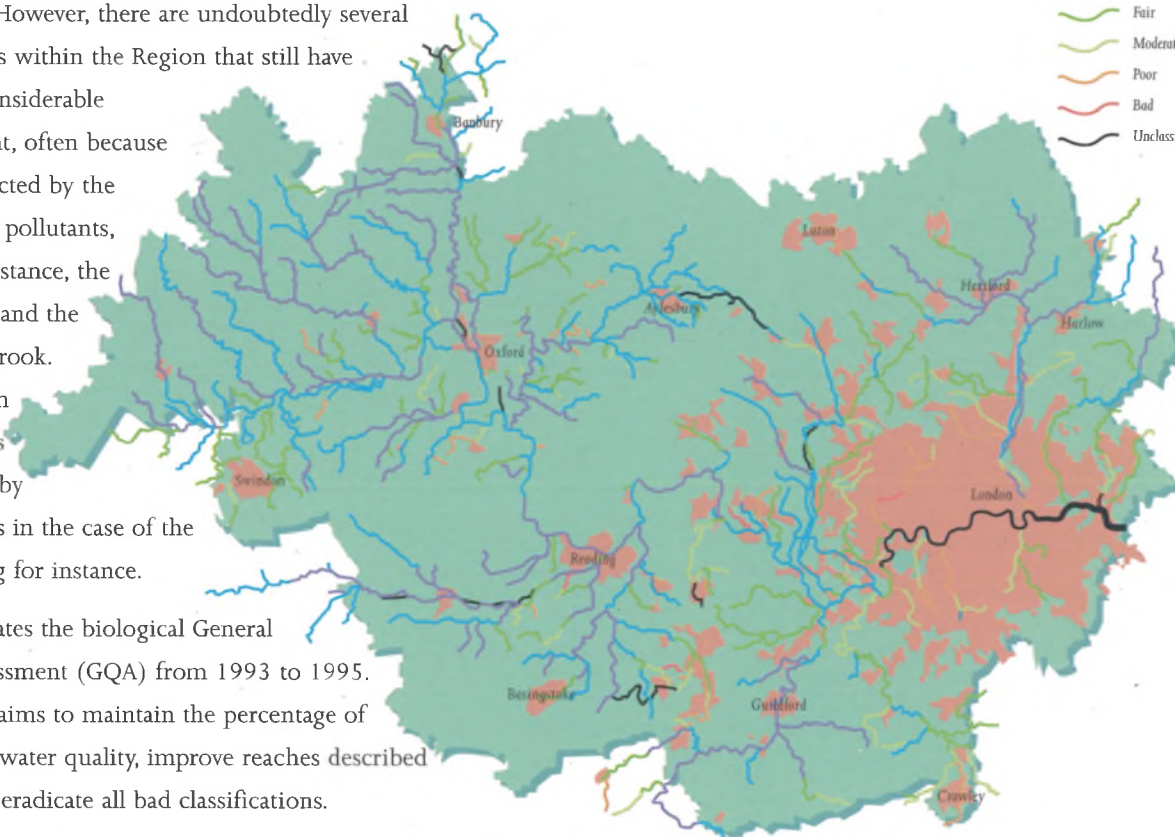 However, there are undoubtedly several
s within the Region that still have
nsiderable
t, often because
cted by the
pollutants,
stance, the
and the
rook.
n
s
by
s in the case of the
g for instance.
ates the biological General
ssment (GQA) from 1993 to 1995.
aims to maintain the percentage of
water quality, improve reaches described
eradicate all bad classifications.
Fair
Moderat
Poor
Bad
Unclass
Banbury
Luton
Hertford
Aylesbury
Harlow
Oxford
Swindon
London
Reading
Basingstoke
Guildford
Crawley